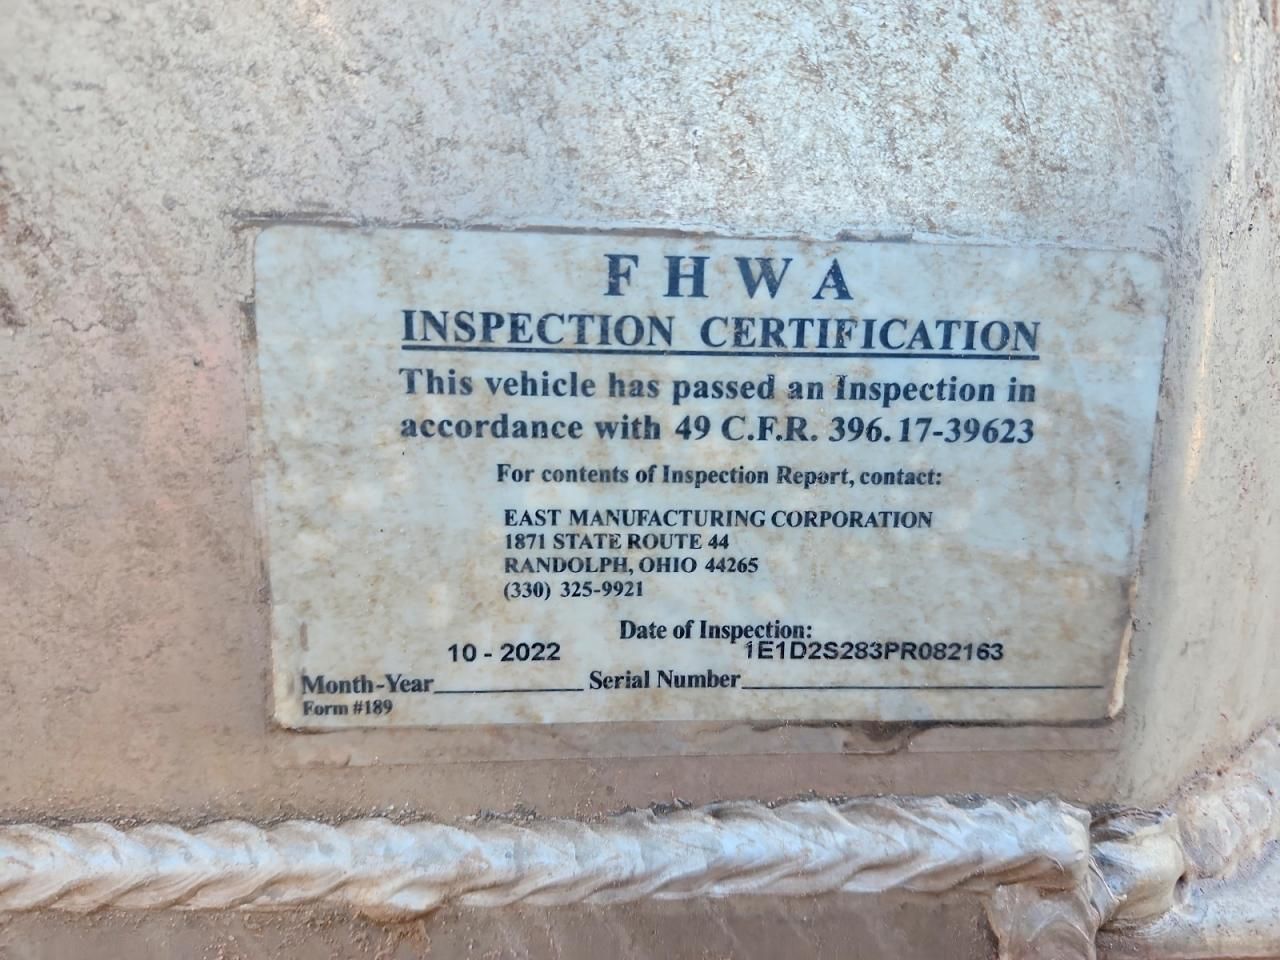 F H W A
INSPECTION CERTIFICATION
This vehicle has passed an Inspection in
accordance with 49 C.F.R. 396.17-39623
For contents of Inspection Report, contact:
EAST MANUFACTURING CORPORATION
1871 STATE ROUTE 44
RANDOLPH, OHIO 44265
(330) 325-9921
Date of Inspection:
10 - 2022 1E1D2S283PR082163
Month-Year Serial Number
Form #189